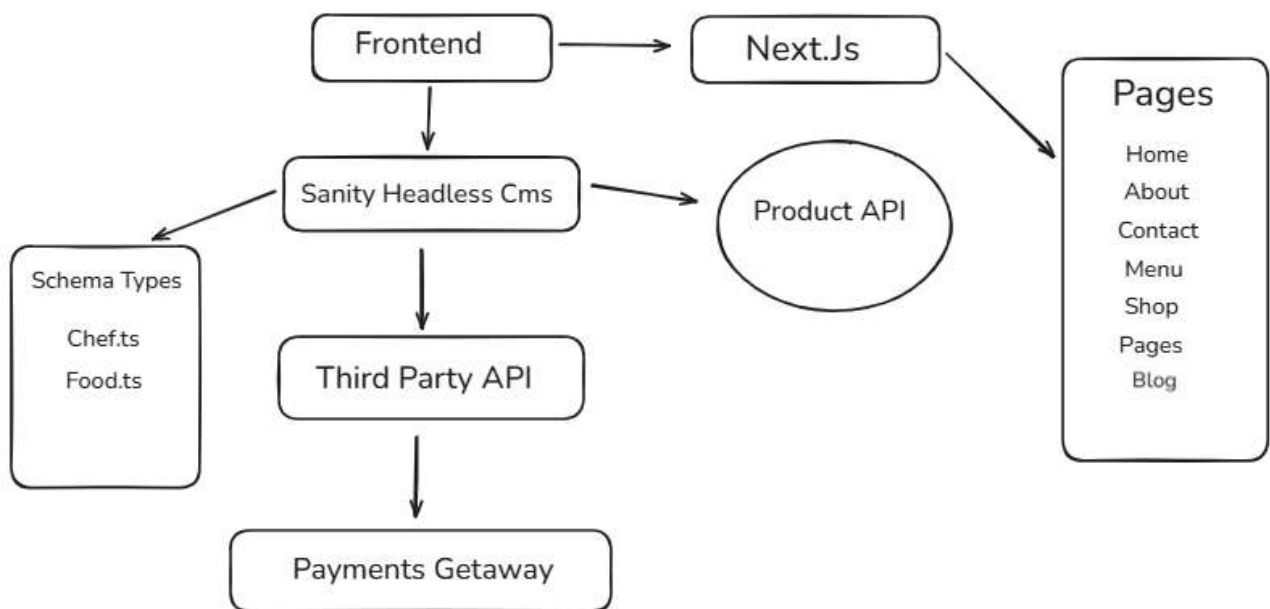 Frontend
Next.Js
Pages
Home
About
Contact
Menu
Shop
Pages
Blog
Sanity Headless Cms
Product API
Schema Types
Chef.ts
Food.ts
Third Party API
Payments Getaway